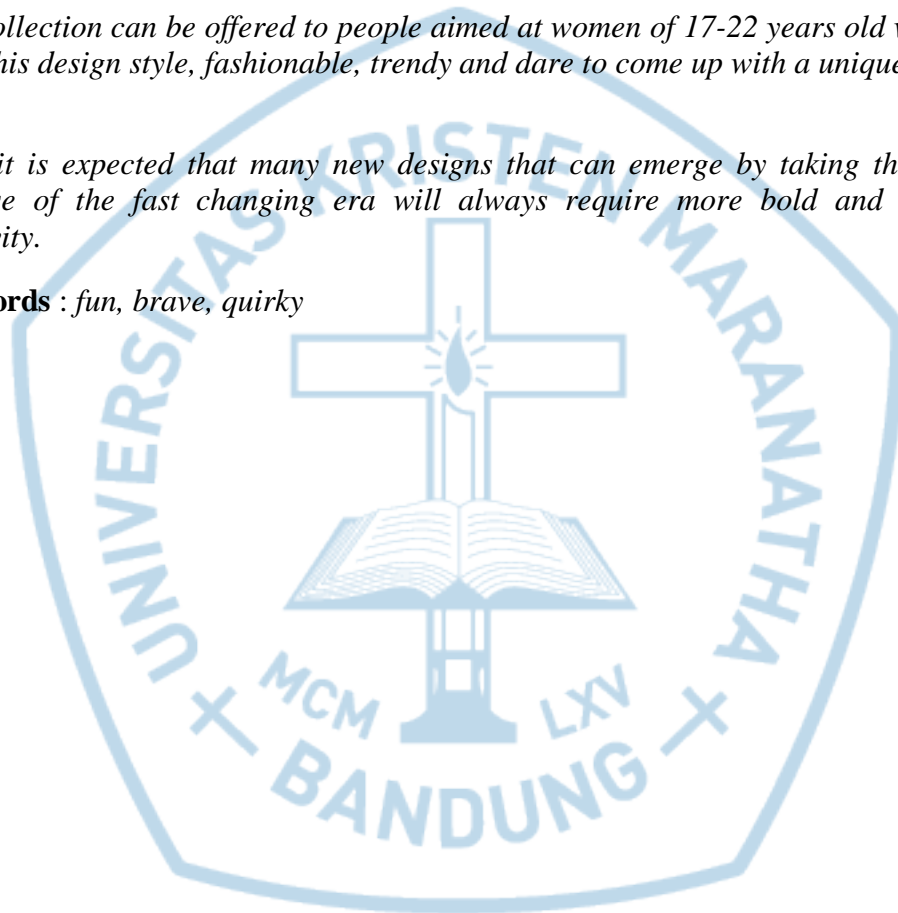 ollection can be offered to people aimed at women of 17-22 years old
his design style, fashionable, trendy and dare to come up with a unique
it is expected that many new designs that can emerge by taking
of the fast changing era will always require more bold and
ords : fun, brave, quirky
UNIVERSITAS KRISTEN MARANATHA
MCM LXV
BANDUNG